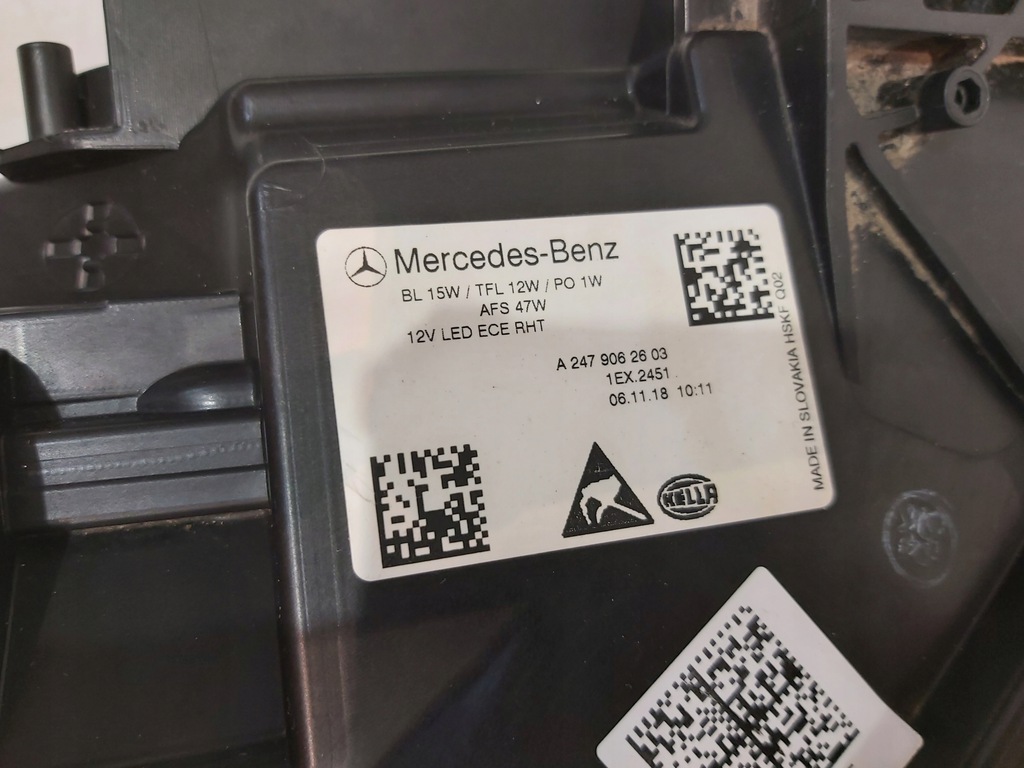 Mercedes-Benz
BL 15W / TFL 12W / PO 1W
AFS 47W
12V LED ECE RHT
A 247 906 26 03
1EX.2451
06.11.18 10:11
MADE IN SLOVAKIA HSKF Q02
HELLA